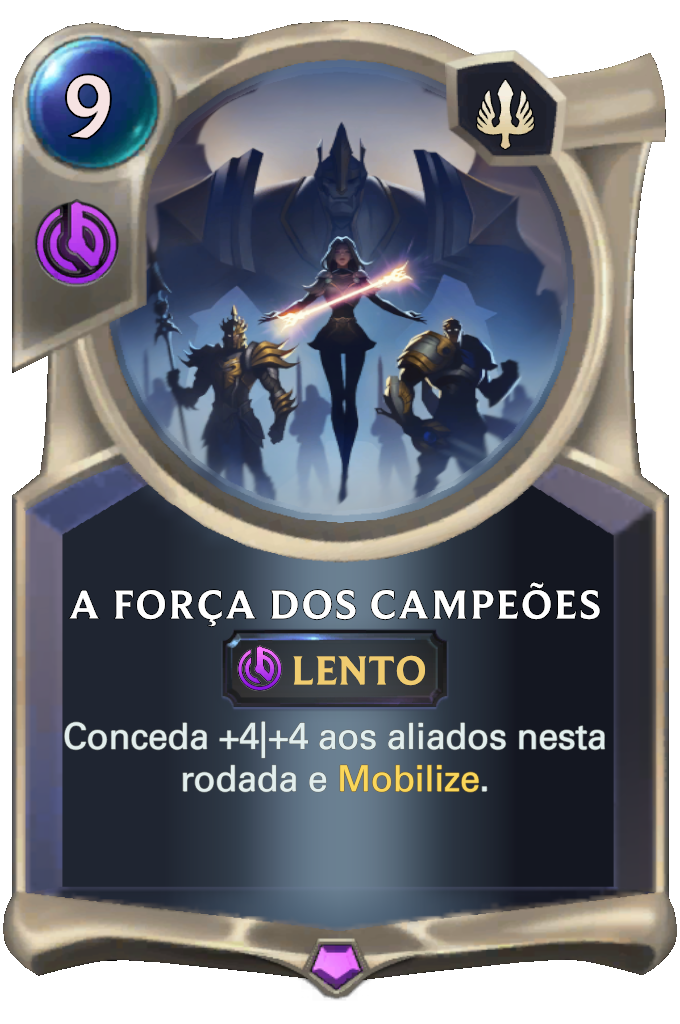 9
A FORÇA DOS CAMPEÕES
LENTO
Conceda +4|+4 aos aliados nesta
rodada e Mobilize.